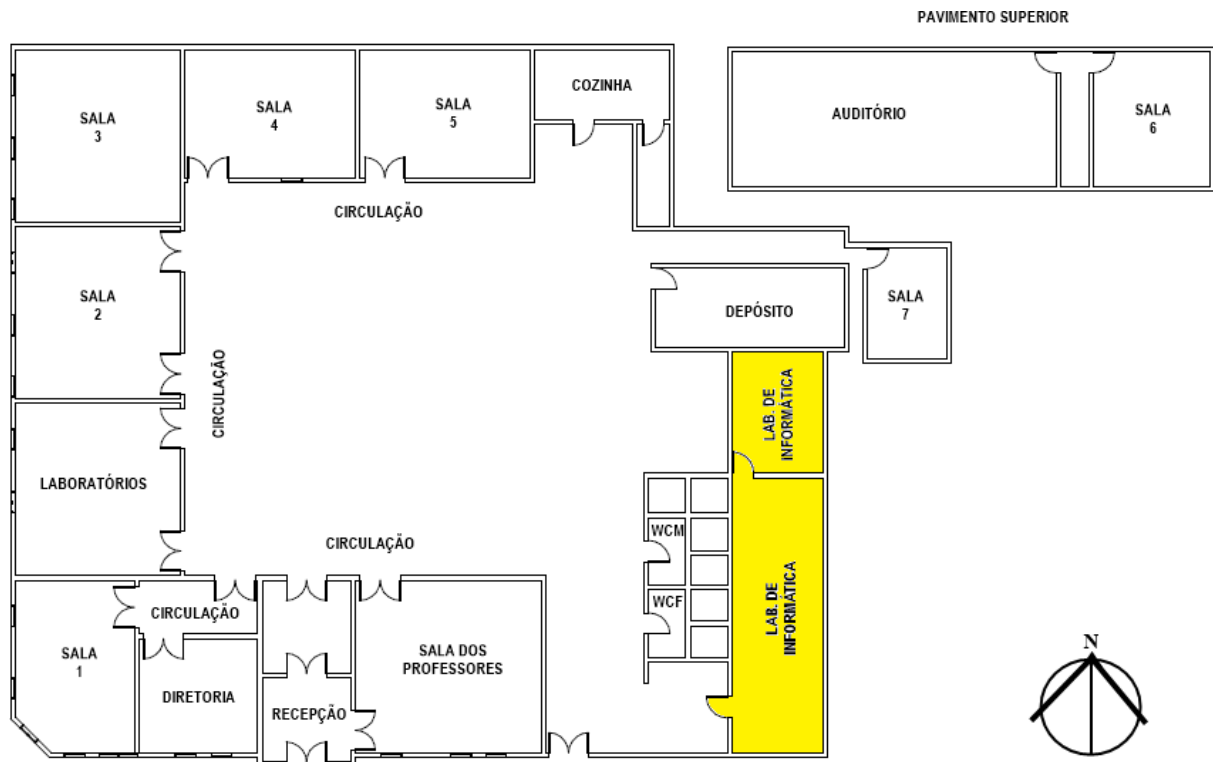 PAVIMENTO SUPERIOR
SALA
3
SALA
4
SALA
5
COZINHA
AUDITÓRIO
SALA
6
CIRCULAÇÃO
SALA
2
DEPÓSITO
SALA
7
CIRCULAÇÃO
LAB. DE
INFORMÁTICA
LABORATÓRIOS
CIRCULAÇÃO
WCM
WCF
LAB. DE
INFORMÁTICA
CIRCULAÇÃO
SALA
1
SALA DOS
PROFESSORES
DIRETORIA
RECEPÇÃO
N